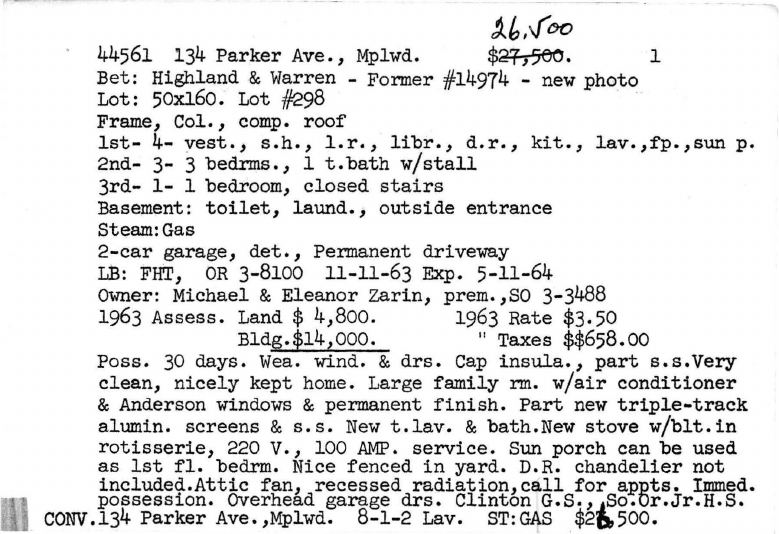 26,500
44561 134 Parker Ave., Mplwd. $27,500. 1
Bet: Highland & Warren - Former #14974 - new photo
Lot: 50x160. Lot #298
Frame, Col., comp. roof
1st- 4- vest., s.h., l.r., libr., d.r., kit., lav.,fp.,sun p.
2nd- 3- 3 bedrms., 1 t.bath w/stall
3rd- 1- 1 bedroom, closed stairs
Basement: toilet, laund., outside entrance
Steam:Gas
2-car garage, det., Permanent driveway
LB: FHT, OR 3-8100 11-11-63 Exp. 5-11-64
Owner: Michael & Eleanor Zarin, prem.,SO 3-3488
1963 Assess. Land $ 4,800. 1963 Rate $3.50
Bldg.$14,000. " Taxes $$658.00
Poss. 30 days. Wea. wind. & drs. Cap insula., part s.s.Very
clean, nicely kept home. Large family rm. w/air conditioner
& Anderson windows & permanent finish. Part new triple-track
alumin. screens & s.s. New t.lav. & bath.New stove w/blt.in
rotisserie, 220 V., 100 AMP. service. Sun porch can be used
as 1st fl. bedrm. Nice fenced in yard. D.R. chandelier not
included.Attic fan, recessed radiation,call for appts. Immed.
possession. Overhead garage drs. Clinton G.S., So.Or.Jr.H.S.
CONV.134 Parker Ave.,Mplwd. 8-1-2 Lav. ST:GAS $26,500.